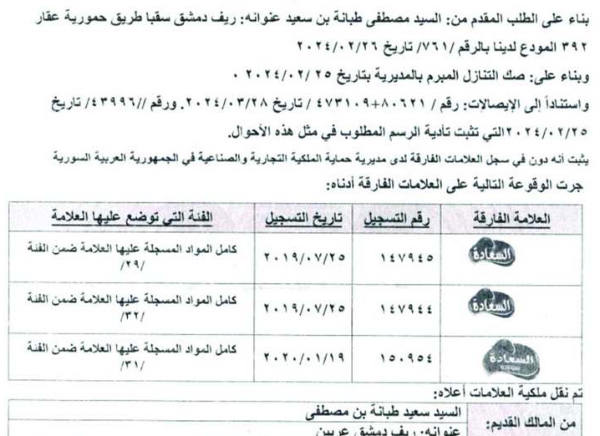 بناء على الطلب المقدم من: السيد مصطفى طبانة بن سعيد عنوانه: ريف دمشق سقبا طريق حمورية عقار
٣٩٢ المودع لدينا بالرقم /٧٦١/ تاريخ ٢٠٢٤/٠٢/٢٦
وبناء على: صك التنازل المبرم بالمديرية بتاريخ ٢٠٢٤/٠٢/٢٥ ٠
واستناداً إلى الإيصالات: رقم / ٨٠٦٢١+٤٧٣١٠٩ / تاريخ ٢٠٢٤/٠٣/٢٨. ورقم //٤٣٩٩٦/ تاريخ
٢٠٢٤/٠٢/٢٥التي تثبت تأدية الرسم المطلوب في مثل هذه الأحوال.
يثبت أنه دون في سجل العلامات الفارقة لدى مديرية حماية الملكية التجارية والصناعية في الجمهورية العربية السورية
جرت الوقوعة التالية على العلامات الفارقة أدناه:
العلامة الفارقة رقم التسجيل تاريخ التسجيل الفئة التي توضع عليها العلامة
السعادة ١٤٧٩٤٥ ٢٠١٩/٠٧/٢٥ كامل المواد المسجلة عليها العلامة ضمن الفئة
/٢٩/
السعادة ١٤٧٩٤٤ ٢٠١٩/٠٧/٢٥ كامل المواد المسجلة عليها العلامة ضمن الفئة
/٣٢/
السعادة ١٥٠٩٥٤ ٢٠٢٠/٠١/١٩ كامل المواد المسجلة عليها العلامة ضمن الفئة
/٣١/
تم نقل ملكية العلامات أعلاه:
من المالك القديم: السيد سعيد طبانة بن مصطفى
عنوانه: ريف دمشق عربين